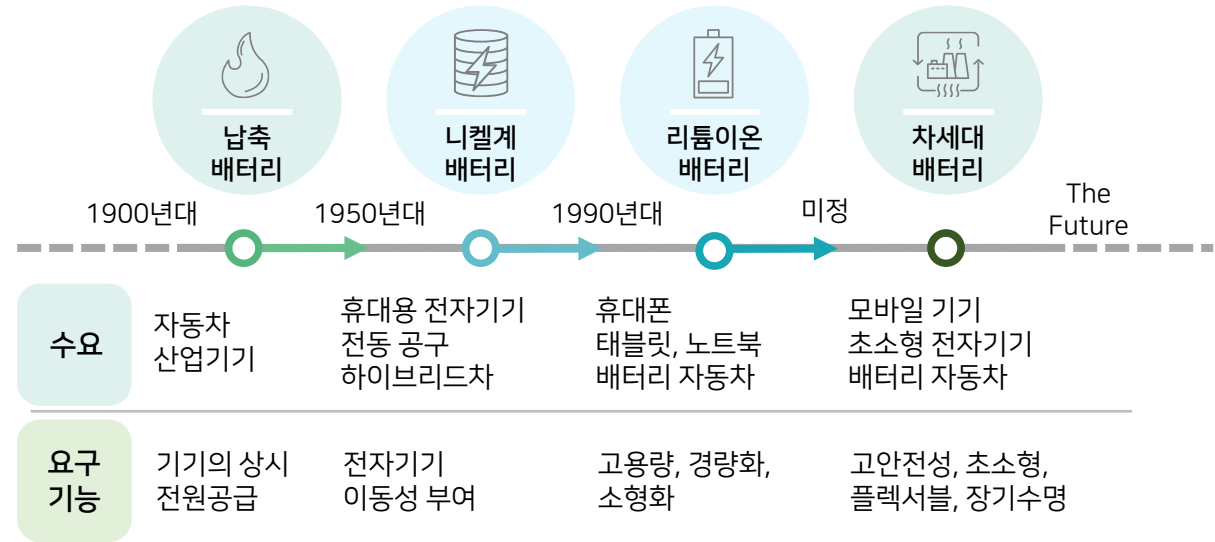 납축
배터리
니켈계
배터리
리튬이온
배터리
차세대
배터리
1900년대
1950년대
1990년대
미정
The
Future
수요
자동차
산업기기
휴대용 전자기기
전동 공구
하이브리드차
휴대폰
태블릿, 노트북
배터리 자동차
모바일 기기
초소형 전자기기
배터리 자동차
요구
기능
기기의 상시
전원공급
전자기기
이동성 부여
고용량, 경량화,
소형화
고안전성, 초소형,
플렉서블, 장기수명